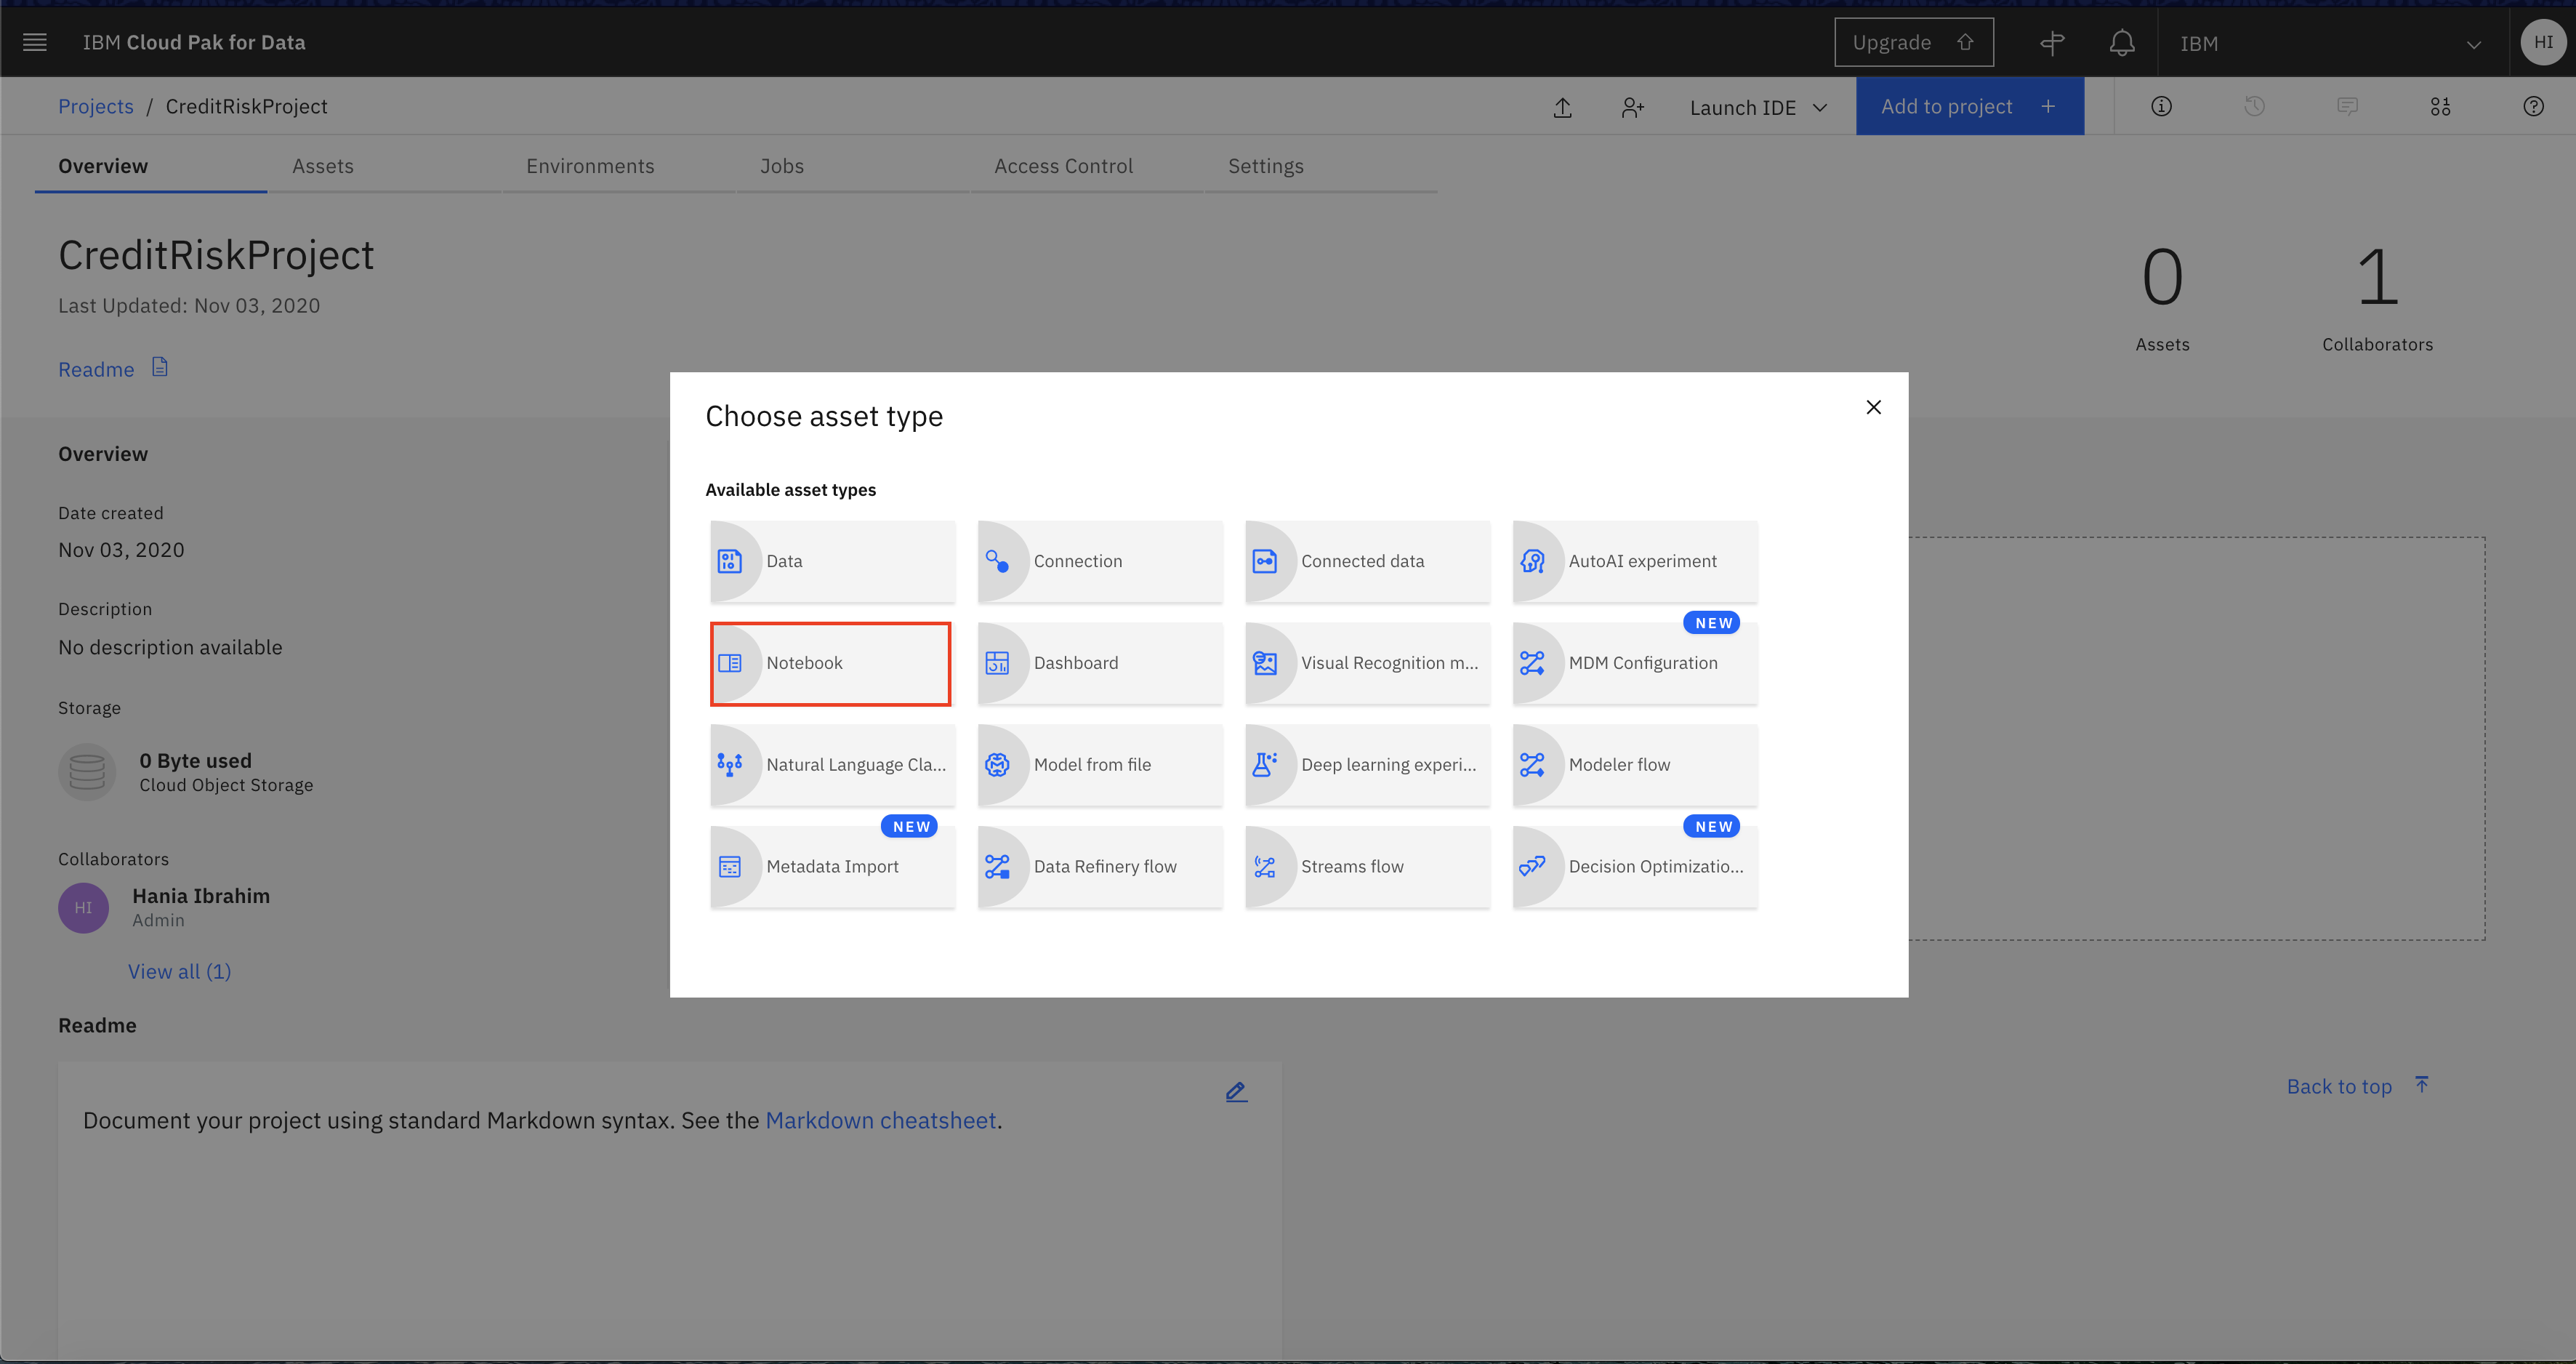 IBM Cloud Pak for Data
Upgrade
IBM
HI
Projects / CreditRiskProject
Launch IDE
Add to project +
Overview
Assets
Environments
Jobs
Access Control
Settings
CreditRiskProject
Last Updated: Nov 03, 2020
Readme
0
Assets
1
Collaborators
Overview
Date created
Nov 03, 2020
Description
No description available
Storage
0 Byte used
Cloud Object Storage
Collaborators
HI
Hania Ibrahim
Admin
View all (1)
Readme
Document your project using standard Markdown syntax. See the Markdown cheatsheet.
Back to top
Choose asset type
Available asset types
Data
Connection
Connected data
AutoAI experiment
Notebook
Dashboard
Visual Recognition m...
NEW
MDM Configuration
Natural Language Cla...
Model from file
Deep learning experi...
Modeler flow
NEW
Metadata Import
Data Refinery flow
Streams flow
NEW
Decision Optimizatio...